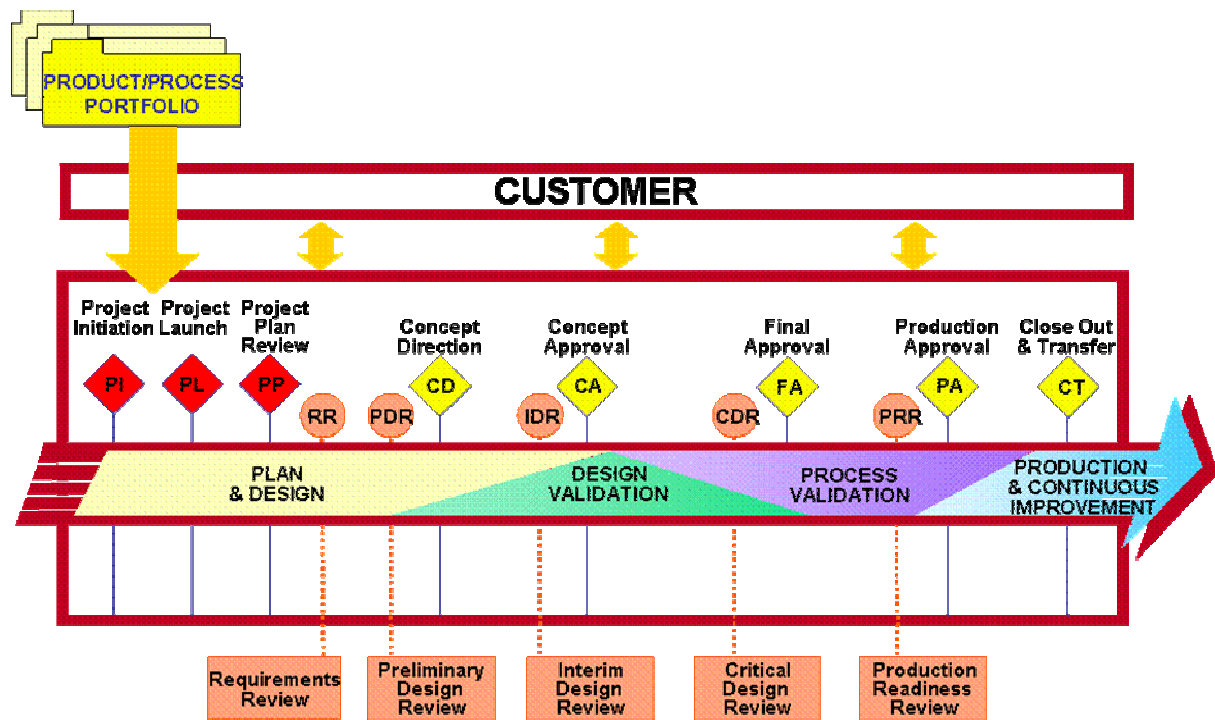 PRODUCT/PROCESS
PORTFOLIO
CUSTOMER
Project
Initiation
Project
Launch
Project
Plan
Review
Concept
Direction
Concept
Approval
Final
Approval
Production
Approval
Close Out
& Transfer
PI
PL
PP
RR
PDR
CD
IDR
CA
CDR
FA
PRR
PA
CT
PLAN
& DESIGN
DESIGN
VALIDATION
PROCESS
VALIDATION
PRODUCTION
& CONTINUOUS
IMPROVEMENT
Requirements
Review
Preliminary
Design
Review
Interim
Design
Review
Critical
Design
Review
Production
Readiness
Review